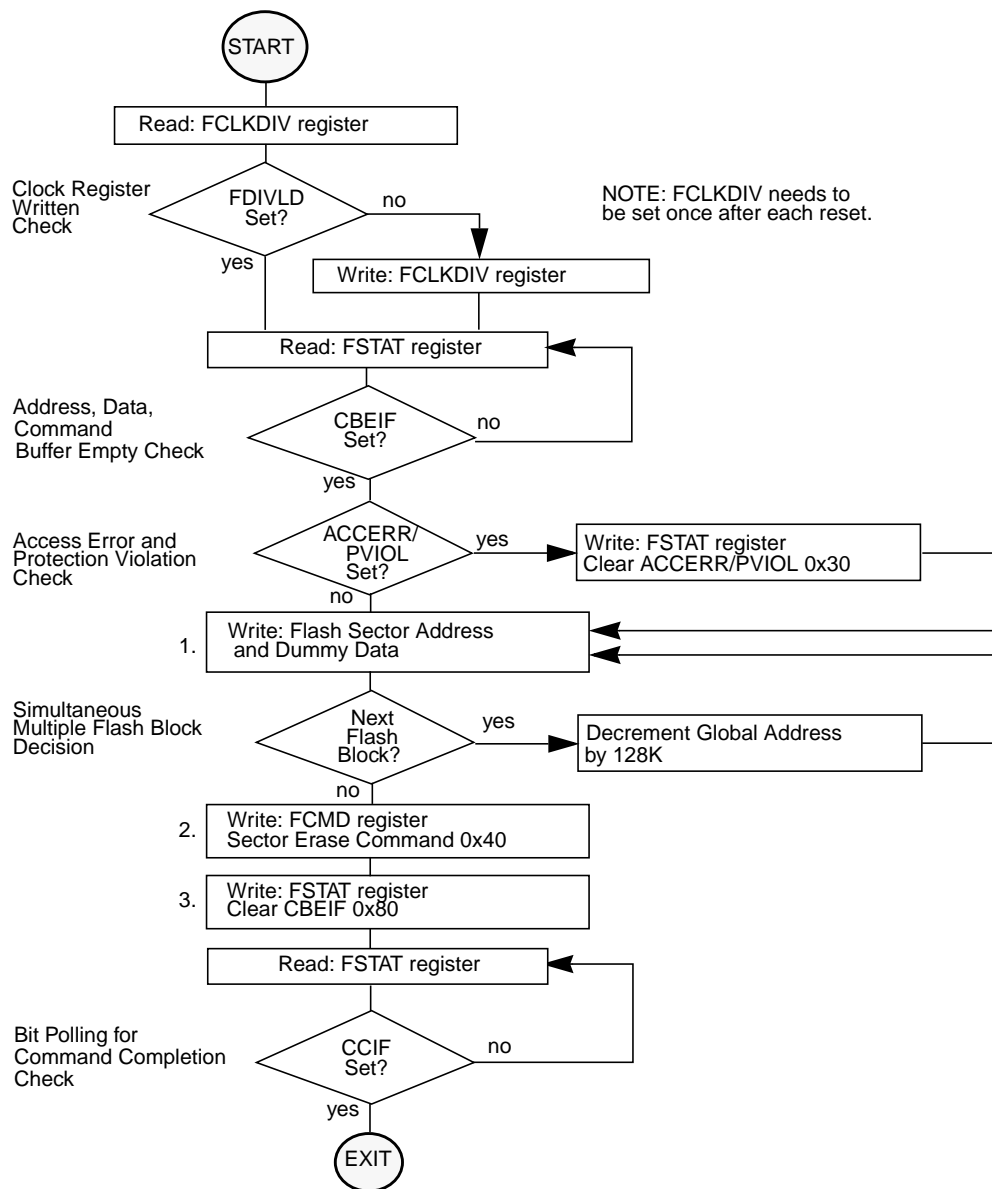 START
Read: FCLKDIV register
Clock Register
Written
Check
FDIVLD
Set?
no
yes
NOTE: FCLKDIV needs to
be set once after each reset.
Write: FCLKDIV register
Read: FSTAT register
Address, Data,
Command
Buffer Empty Check
CBEIF
Set?
no
yes
Access Error and
Protection Violation
Check
ACCERR/
PVIOL
Set?
yes
no
Write: FSTAT register
Clear ACCERR/PVIOL 0x30
1.
Write: Flash Sector Address
and Dummy Data
Simultaneous
Multiple Flash Block
Decision
Next
Flash
Block?
yes
no
Decrement Global Address
by 128K
2.
Write: FCMD register
Sector Erase Command 0x40
3.
Write: FSTAT register
Clear CBEIF 0x80
Read: FSTAT register
Bit Polling for
Command Completion
Check
CCIF
Set?
no
yes
EXIT